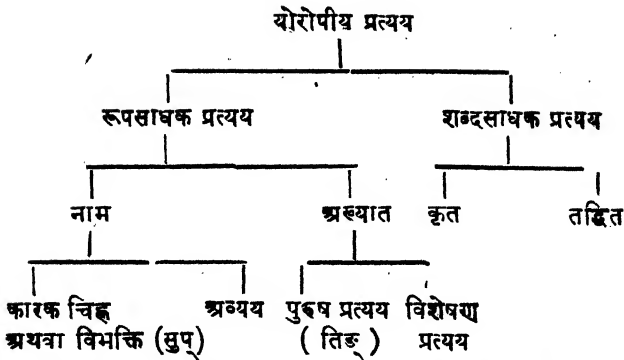 योरोपीय प्रत्यय
रूपसाधक प्रत्यय शब्दसाधक प्रत्यय
नाम अख्यात कृत तद्धित
कारक चिह्न अव्यय पुरुष प्रत्यय विशेषण
अथवा विभक्ति (सुप्) (तिङ्) प्रत्यय